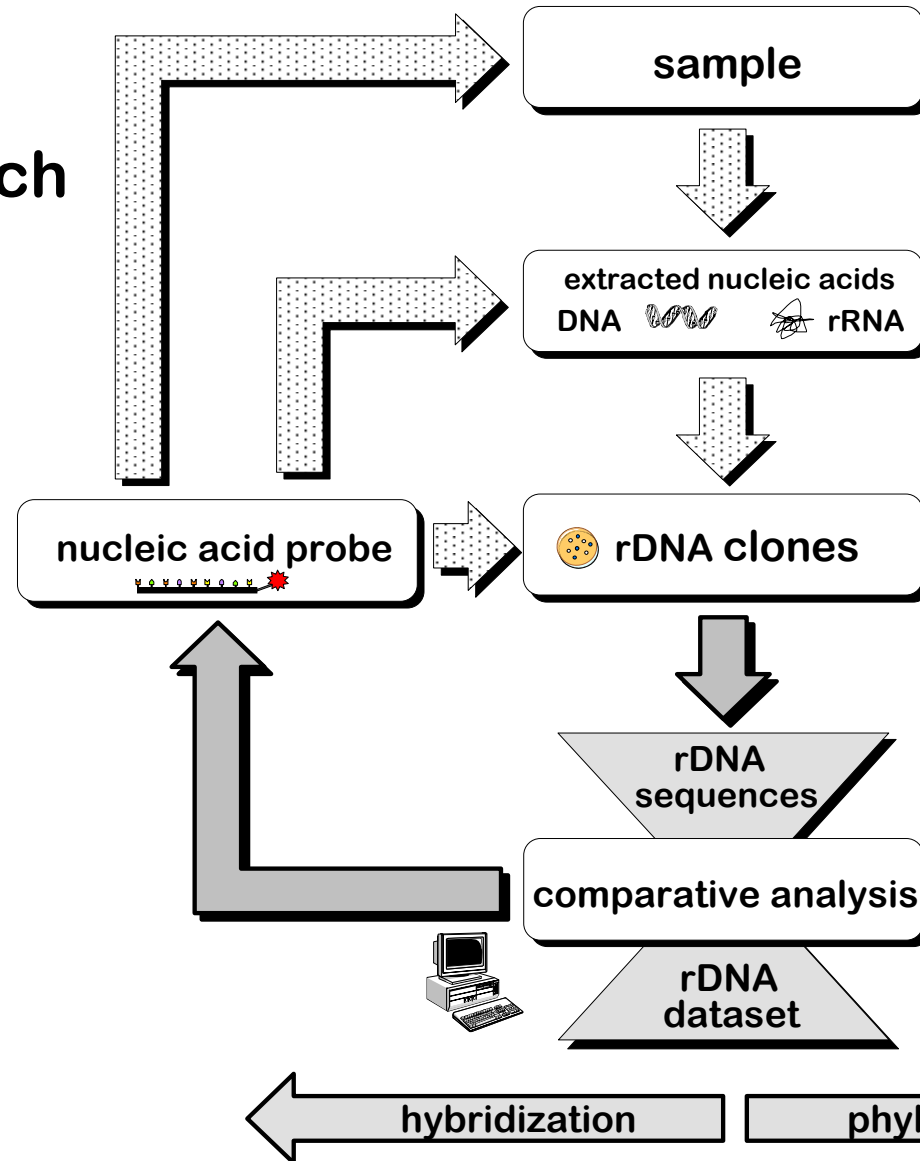 sample
ch
extracted nucleic acids
DNA rRNA
nucleic acid probe
rDNA clones
rDNA
sequences
comparative analysis
rDNA
dataset
hybridization
phyl